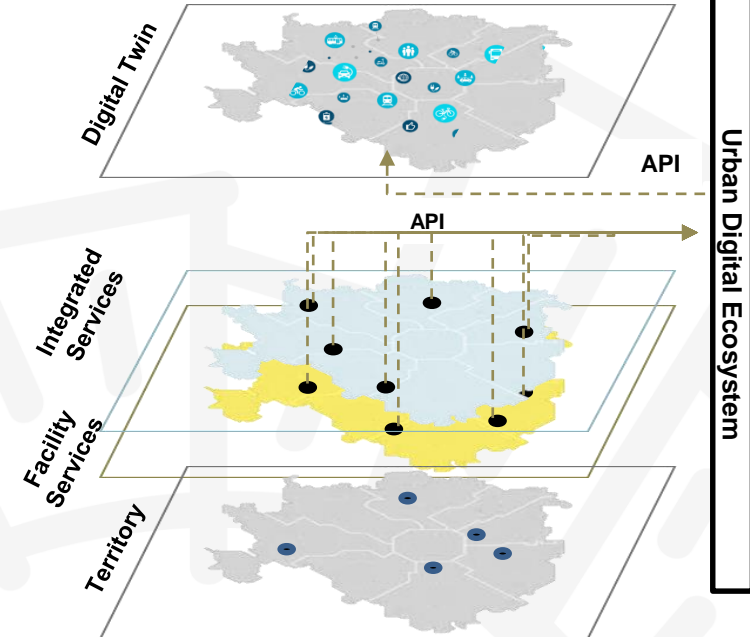 Digital Twin
API
API
Integrated
Services
Facility
Services
Territory
Urban Digital Ecosystem